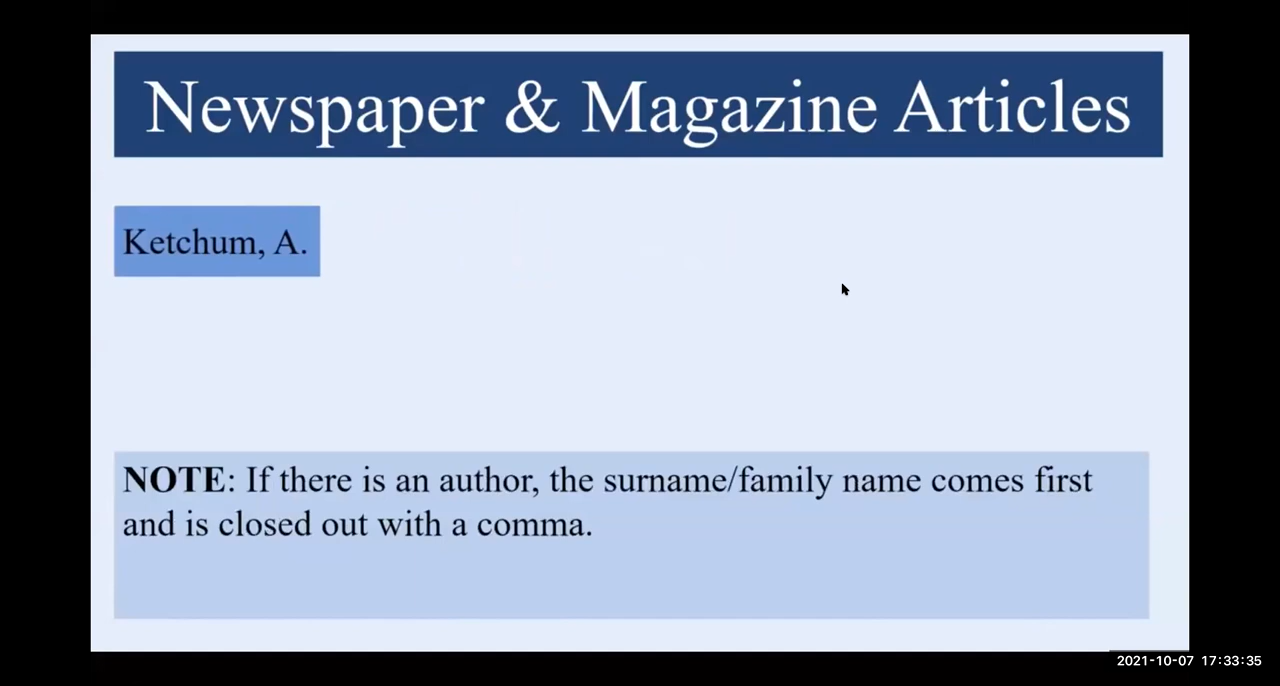 Newspaper & Magazine Articles
Ketchum, A.
NOTE: If there is an author, the surname/family name comes first
and is closed out with a comma.
2021-10-07 17:33:35